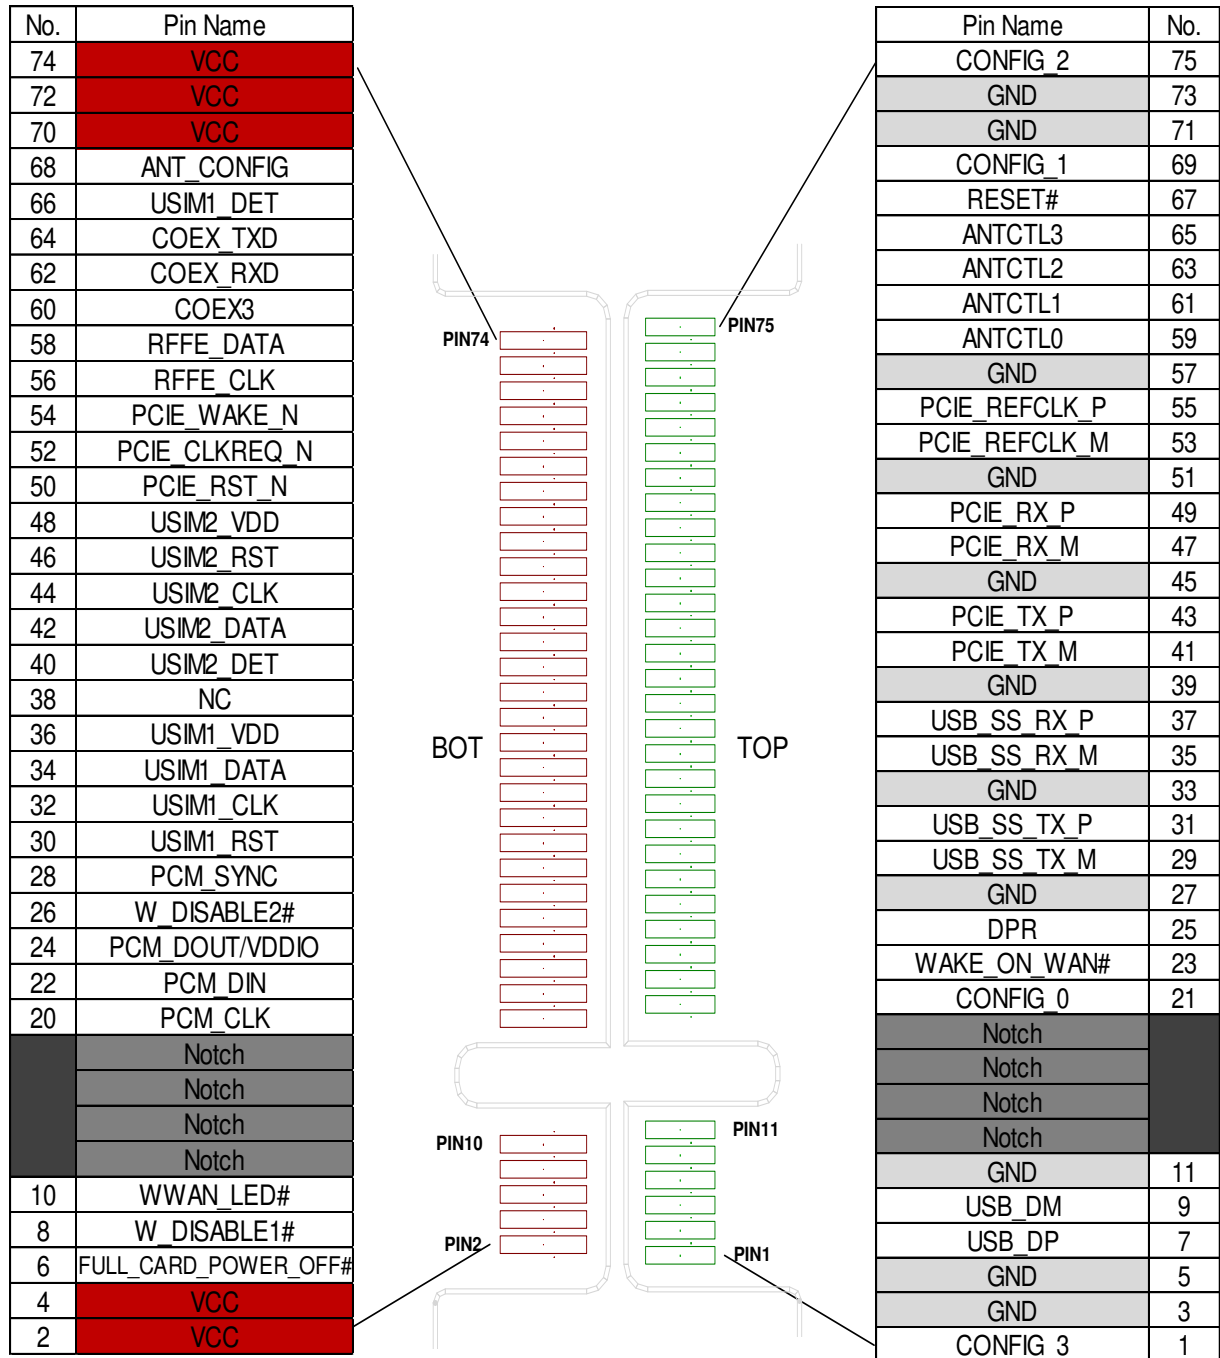 No. Pin Name
74 VCC
72 VCC
70 VCC
68 ANT_CONFIG
66 USIM1_DET
64 COEX_TXD
62 COEX_RXD
60 COEX3
58 RFFE_DATA
56 RFFE_CLK
54 PCIE_WAKE_N
52 PCIE_CLKREQ_N
50 PCIE_RST_N
48 USIM2_VDD
46 USIM2_RST
44 USIM2_CLK
42 USIM2_DATA
40 USIM2_DET
38 NC
36 USIM1_VDD
34 USIM1_DATA
32 USIM1_CLK
30 USIM1_RST
28 PCM_SYNC
26 W_DISABLE2#
24 PCM_DOUT/VDDIO
22 PCM_DIN
20 PCM_CLK
Notch
Notch
Notch
Notch
10 WWAN_LED#
8 W_DISABLE1#
6 FULL_CARD_POWER_OFF#
4 VCC
2 VCC
PIN74
BOT
PIN10
PIN2
PIN75
TOP
PIN11
PIN1
Pin Name No.
CONFIG_2 75
GND 73
GND 71
CONFIG_1 69
RESET# 67
ANTCTL3 65
ANTCTL2 63
ANTCTL1 61
ANTCTL0 59
GND 57
PCIE_REFCLK_P 55
PCIE_REFCLK_M 53
GND 51
PCIE_RX_P 49
PCIE_RX_M 47
GND 45
PCIE_TX_P 43
PCIE_TX_M 41
GND 39
USB_SS_RX_P 37
USB_SS_RX_M 35
GND 33
USB_SS_TX_P 31
USB_SS_TX_M 29
GND 27
DPR 25
WAKE_ON_WAN# 23
CONFIG_0 21
Notch
Notch
Notch
Notch
GND 11
USB_DM 9
USB_DP 7
GND 5
GND 3
CONFIG_3 1